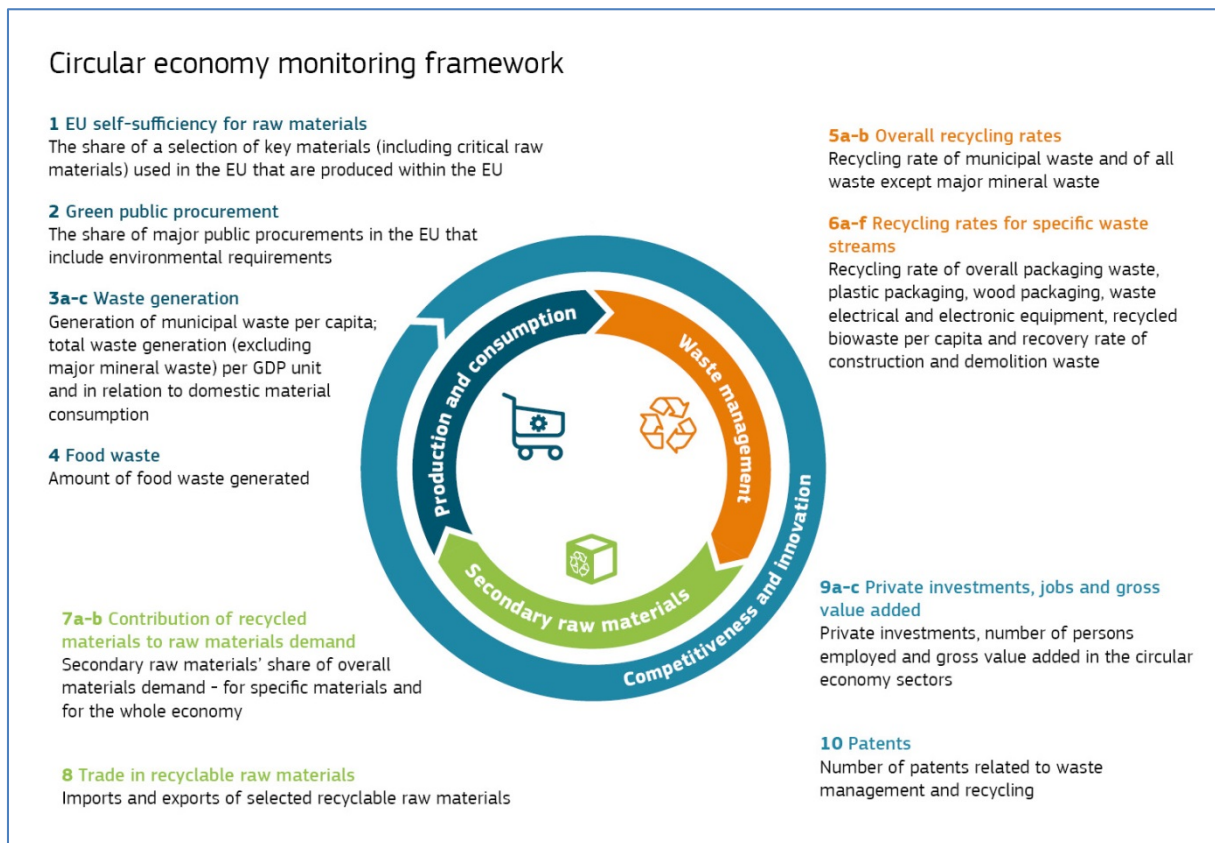 Circular economy monitoring framework
1 EU self-sufficiency for raw materials
The share of a selection of key materials (including critical raw
materials) used in the EU that are produced within the EU
2 Green public procurement
The share of major public procurements in the EU that
include environmental requirements
3a-c Waste generation
Generation of municipal waste per capita;
total waste generation (excluding
major mineral waste) per GDP unit
and in relation to domestic material
consumption
4 Food waste
Amount of food waste generated
5a-b Overall recycling rates
Recycling rate of municipal waste and of all
waste except major mineral waste
6a-f Recycling rates for specific waste
streams
Recycling rate of overall packaging waste,
plastic packaging, wood packaging, waste
electrical and electronic equipment, recycled
biowaste per capita and recovery rate of
construction and demolition waste
Production and consumption
Waste management
Secondary raw materials
Competitiveness and innovation
7a-b Contribution of recycled
materials to raw materials demand
Secondary raw materials' share of overall
materials demand - for specific materials and
for the whole economy
8 Trade in recyclable raw materials
Imports and exports of selected recyclable raw materials
9a-c Private investments, jobs and gross
value added
Private investments, number of persons
employed and gross value added in the circular
economy sectors
10 Patents
Number of patents related to waste
management and recycling